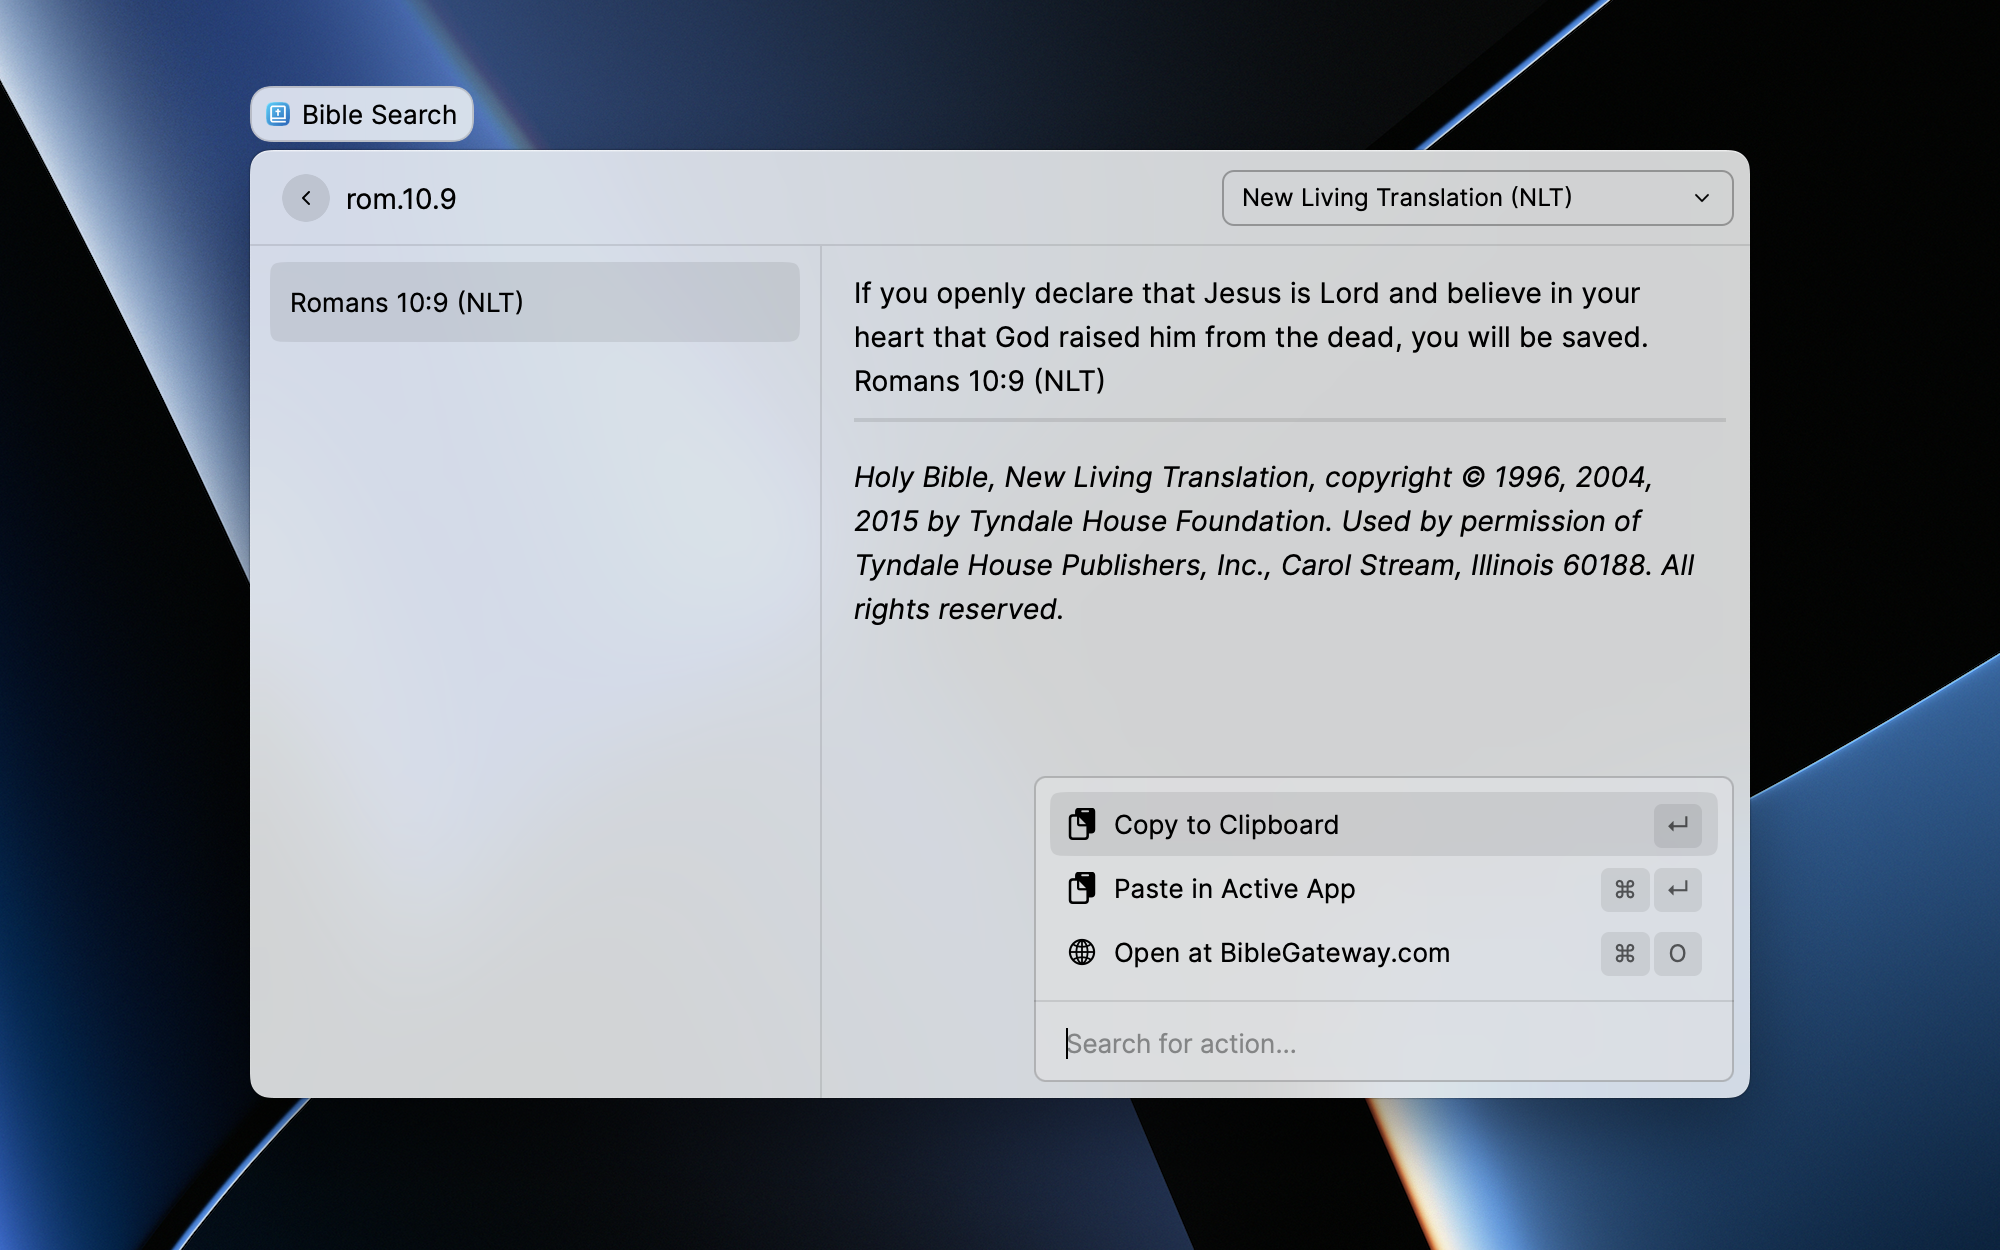 Bible Search
rom.10.9
New Living Translation (NLT)
Romans 10:9 (NLT)
If you openly declare that Jesus is Lord and believe in your
heart that God raised him from the dead, you will be saved.
Romans 10:9 (NLT)
Holy Bible, New Living Translation, copyright © 1996, 2004,
2015 by Tyndale House Foundation. Used by permission of
Tyndale House Publishers, Inc., Carol Stream, Illinois 60188. All
rights reserved.
Copy to Clipboard ↵
Paste in Active App ⌘ ↵
Open at BibleGateway.com ⌘ O
Search for action...